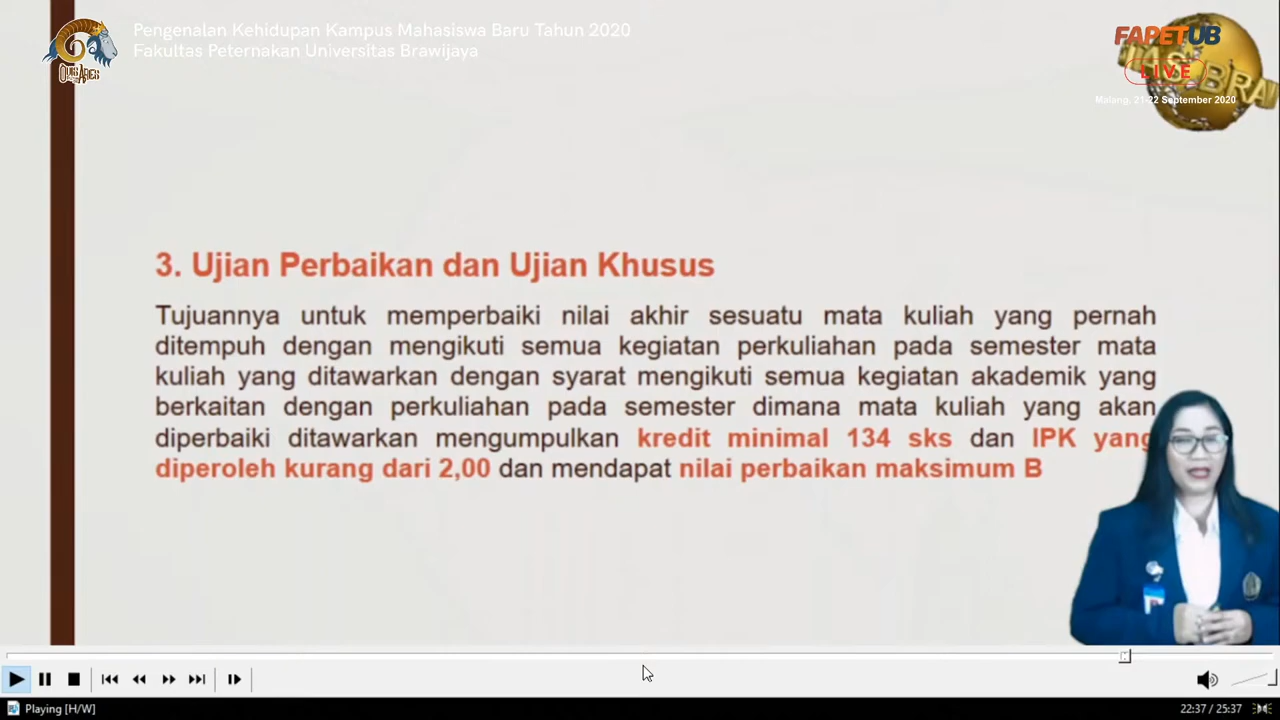 Pengenalan Kehidupan Kampus Mahasiswa Baru Tahun 2020
Fakultas Peternakan Universitas Brawijaya
FAPETUB
LIVE
Malang, 21-22 September 2020
3. Ujian Perbaikan dan Ujian Khusus
Tujuannya untuk memperbaiki nilai akhir sesuatu mata kuliah yang pernah
ditempuh dengan mengikuti semua kegiatan perkuliahan pada semester mata
kuliah yang ditawarkan dengan syarat mengikuti semua kegiatan akademik yang
berkaitan dengan perkuliahan pada semester dimana mata kuliah yang akan
diperbaiki ditawarkan mengumpulkan kredit minimal 134 sks dan IPK yang
diperoleh kurang dari 2,00 dan mendapat nilai perbaikan maksimum B
Playing [H/W]
22:37 / 25:37